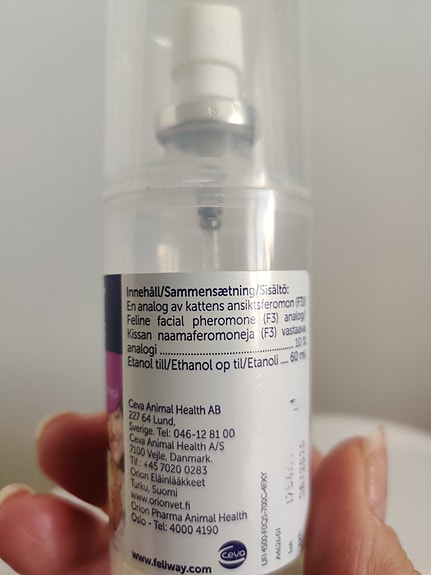 Innehåll/Sammensætning/Sisältö:
En analog av kattens ansiktsferomon (F3)/
Feline facial pheromone (F3) analog/
Kissan naamaferomoneja (F3) vastaava
analogi ........................................ 10 %
Etanol till/Ethanol op til/Etanoli .... 60 ml
Ceva Animal Health AB
227 64 Lund,
Sverige. Tel: 046-12 81 00
Ceva Animal Health A/S
7100 Vejle, Danmark.
Tlf.: +45 7020 0283
Orion Eläinlääkkeet
Turku, Suomi
www.orionvet.fi
Orion Pharma Animal Health
Oslo - Tel: 4000 4190
www.feliway.com
Ceva
Lot: